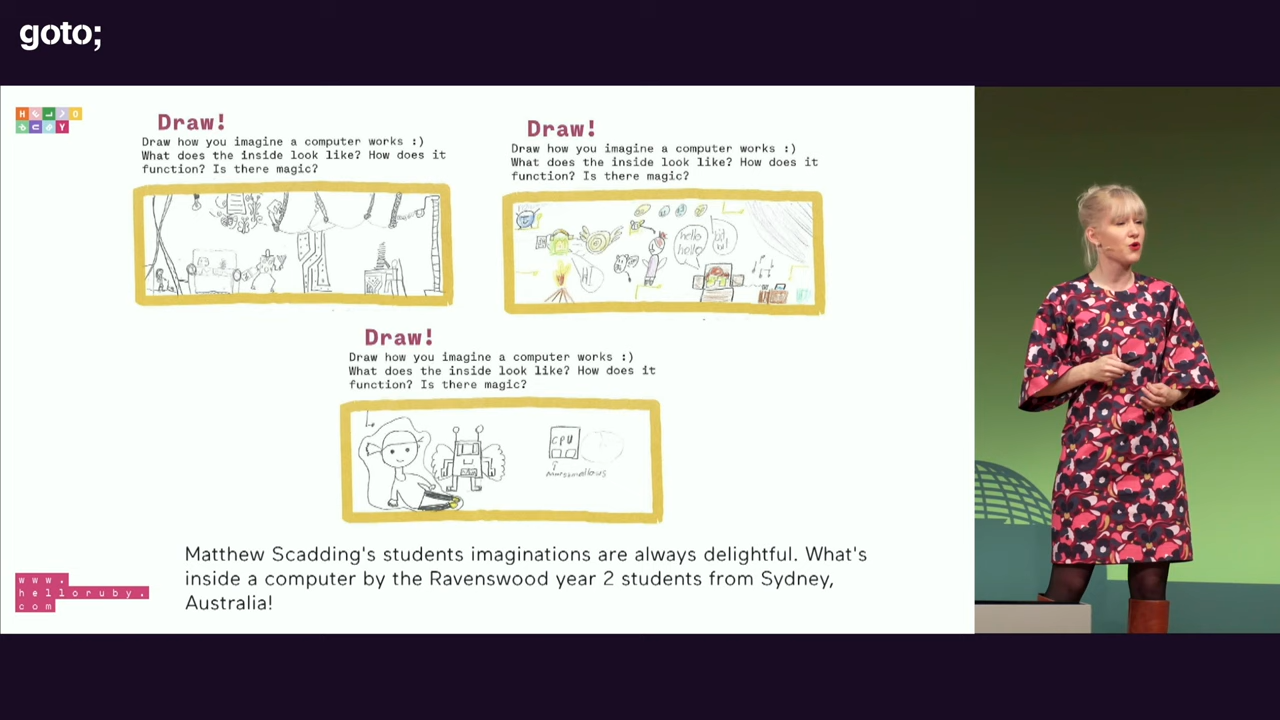 goto;
HELLO
RUBY
Draw!
Draw how you imagine a computer works :)
What does the inside look like? How does it
function? Is there magic?
Draw!
Draw how you imagine a computer works :)
What does the inside look like? How does it
function? Is there magic?
hello
hello
Draw!
Draw how you imagine a computer works :)
What does the inside look like? How does it
function? Is there magic?
CPU
marshmallows
Matthew Scadding's students imaginations are always delightful. What's
inside a computer by the Ravenswood year 2 students from Sydney,
Australia!
www.
helloruby.
com